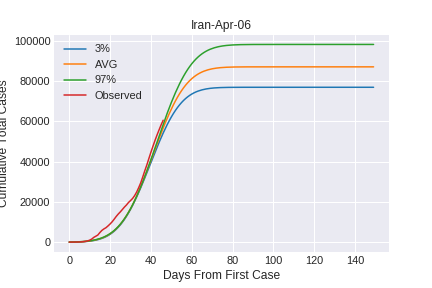 Iran-Apr-06
100000
80000
60000
40000
20000
0
Cumulative Total Cases
3%
AVG
97%
Observed
0 20 40 60 80 100 120 140
Days From First Case